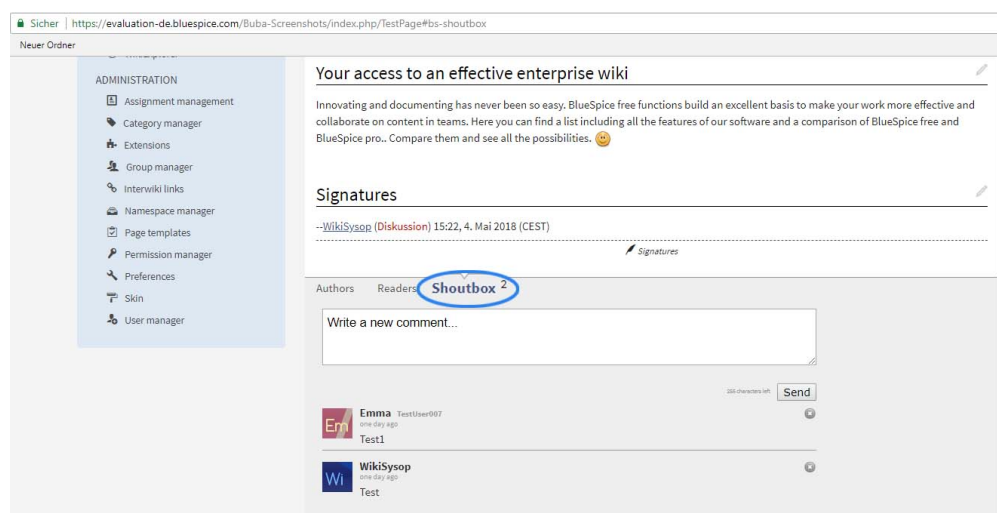 Sicher | https://evaluation-de.bluespice.com/Buba-Screenshots/index.php/TestPage#bs-shoutbox
Neuer Ordner
ADMINISTRATION
Assignment management
Category manager
Extensions
Group manager
Interwiki links
Namespace manager
Page templates
Permission manager
Preferences
Skin
User manager
Your access to an effective enterprise wiki
Innovating and documenting has never been so easy. BlueSpice free functions build an excellent basis to make your work more effective and
collaborate on content in teams. Here you can find a list including all the features of our software and a comparison of BlueSpice free and
BlueSpice pro.. Compare them and see all the possibilities.
Signatures
--WikiSysop (Diskussion) 15:22, 4. Mai 2018 (CEST)
Signatures
Authors Readers Shoutbox 2
Write a new comment...
characters left Send
Em
Emma TestUser007
one day ago
Test1
Wi
WikiSysop
one day ago
Test